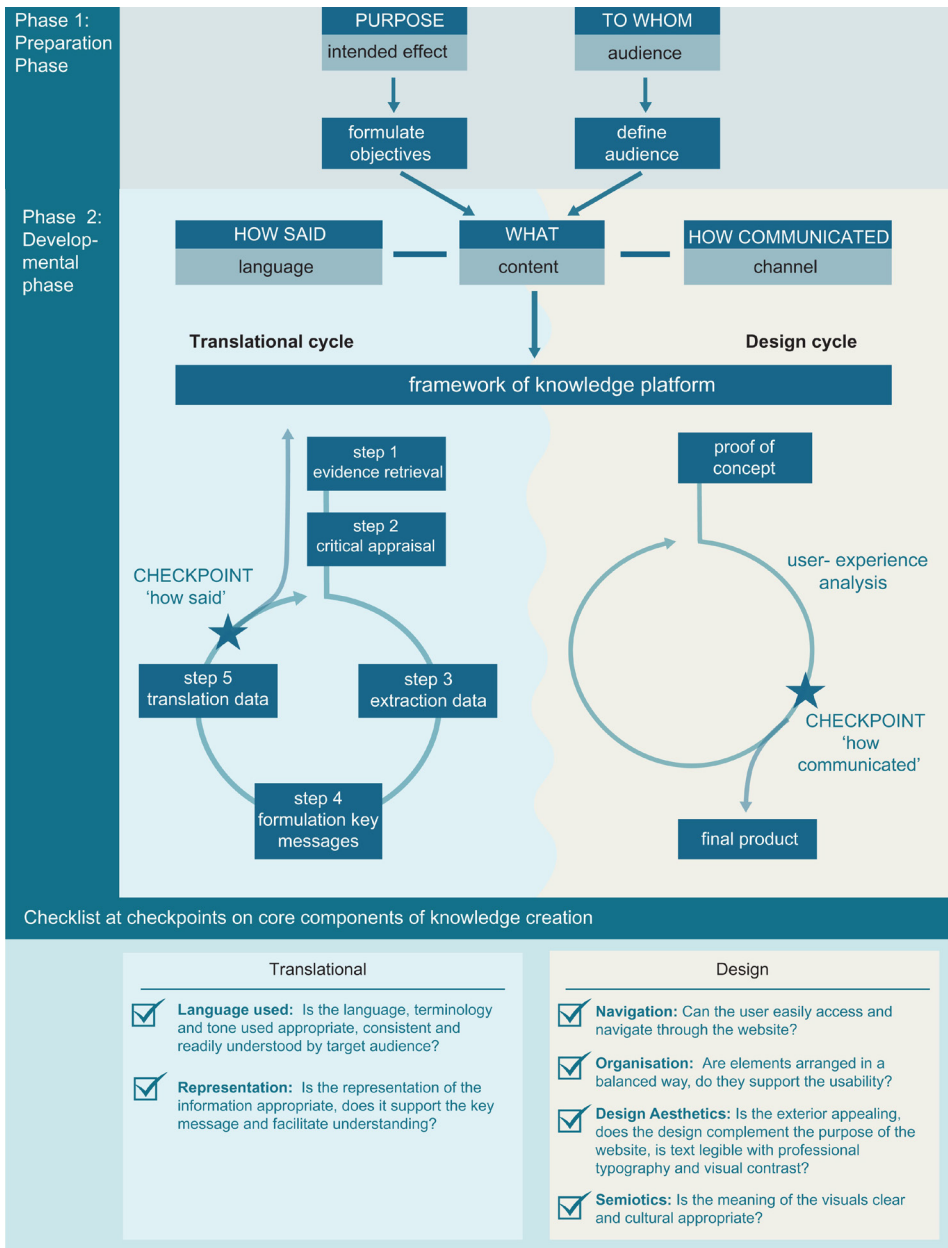 Phase 1:
Preparation
Phase
PURPOSE
intended effect
TO WHOM
audience
formulate
objectives
define
audience
Phase 2:
Develop-
mental
phase
HOW SAID
language
WHAT
content
HOW COMMUNICATED
channel
Translational cycle
Design cycle
framework of knowledge platform
step 1
evidence retrieval
step 2
critical appraisal
CHECKPOINT
‘how said’
step 5
translation data
step 3
extraction data
step 4
formulation key
messages
proof of
concept
user- experience
analysis
CHECKPOINT
‘how
communicated’
final product
Checklist at checkpoints on core components of knowledge creation
Translational
Language used: Is the language, terminology
and tone used appropriate, consistent and
readily understood by target audience?
Representation: Is the representation of the
information appropriate, does it support the key
message and facilitate understanding?
Design
Navigation: Can the user easily access and
navigate through the website?
Organisation: Are elements arranged in a
balanced way, do they support the usability?
Design Aesthetics: Is the exterior appealing,
does the design complement the purpose of the
website, is text legible with professional
typography and visual contrast?
Semiotics: Is the meaning of the visuals clear
and cultural appropriate?